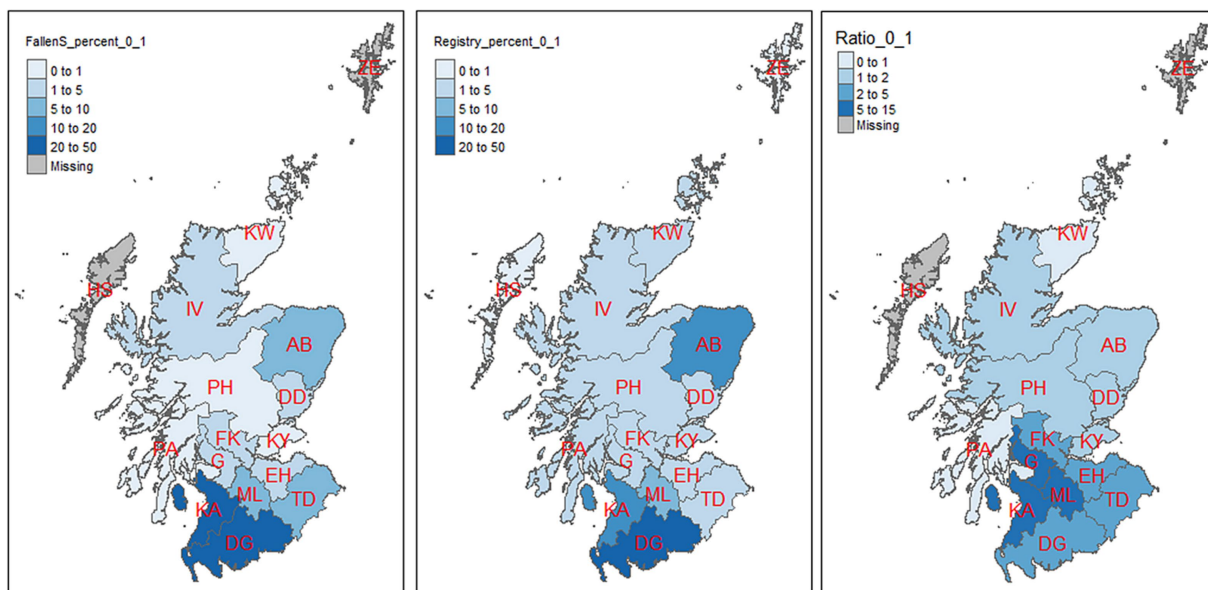 FallenS_percent_0_1
0 to 1
1 to 5
5 to 10
10 to 20
20 to 50
Missing
ZE
KW
HS
IV
AB
PH
DD
PA
FK
KY
G
EH
ML
TD
KA
DG
Registry_percent_0_1
0 to 1
1 to 5
5 to 10
10 to 20
20 to 50
ZE
KW
HS
IV
AB
PH
DD
PA
FK
KY
G
EH
ML
TD
KA
DG
Ratio_0_1
0 to 1
1 to 2
2 to 5
5 to 15
Missing
ZE
KW
HS
IV
AB
PH
DD
PA
FK
KY
G
EH
ML
TD
KA
DG